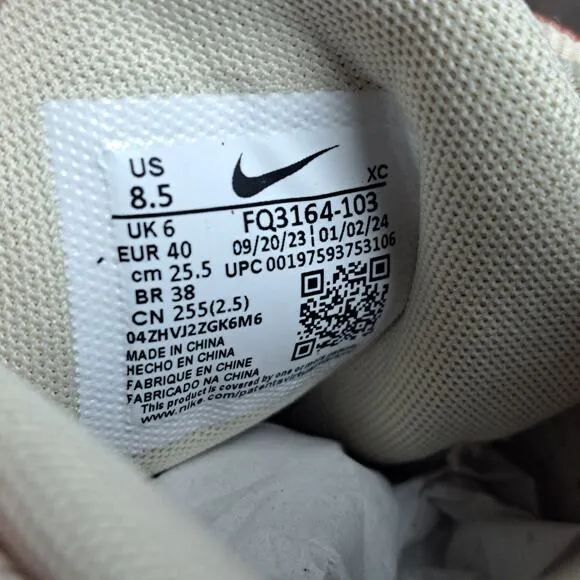 US
8.5
XC
UK 6
FQ3164-103
EUR 40
09/20/23 | 01/02/24
cm 25.5
UPC 00197593753106
BR 38
CN 255(2.5)
04ZHVJ2ZGK6M6
MADE IN CHINA
HECHO EN CHINA
FABRIQUE EN CHINE
FABRICADO NA CHINA
This product is covered by one or more patents
www.nike.com/patents